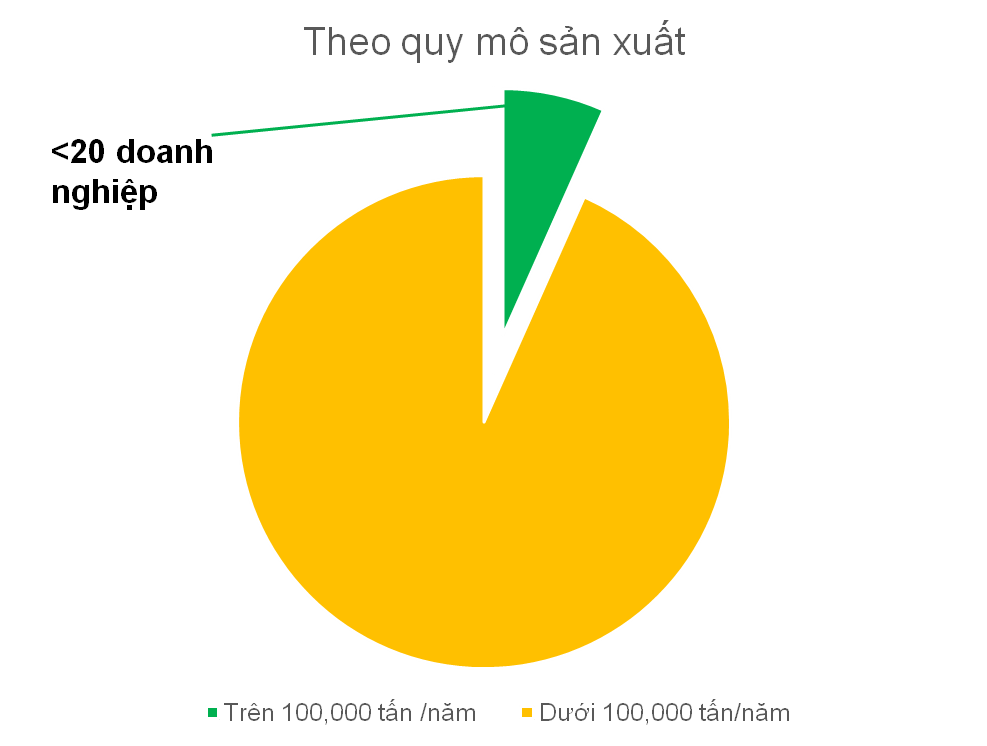 Theo quy mô sản xuất
<20 doanh
nghiệp
Trên 100,000 tấn /năm
Dưới 100,000 tấn/năm